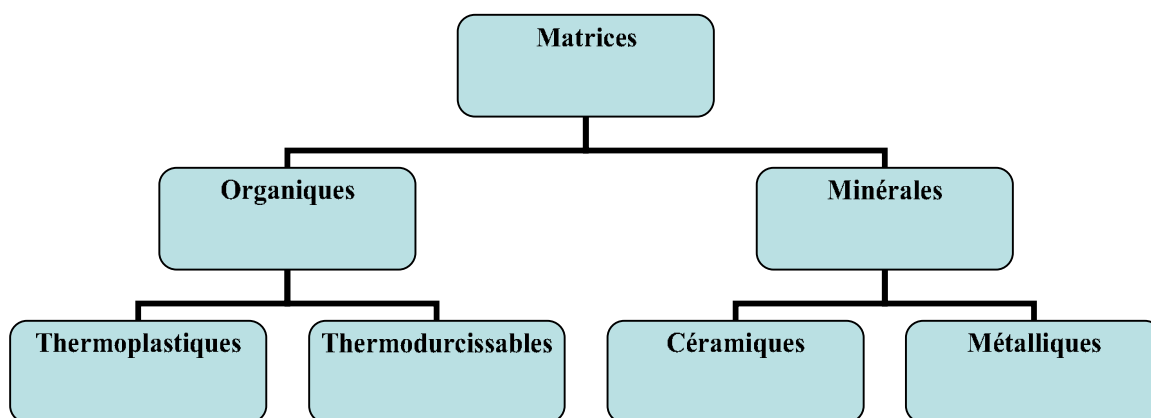 Matrices
Organiques
Minérales
Thermoplastiques
Thermodurcissables
Céramiques
Métalliques